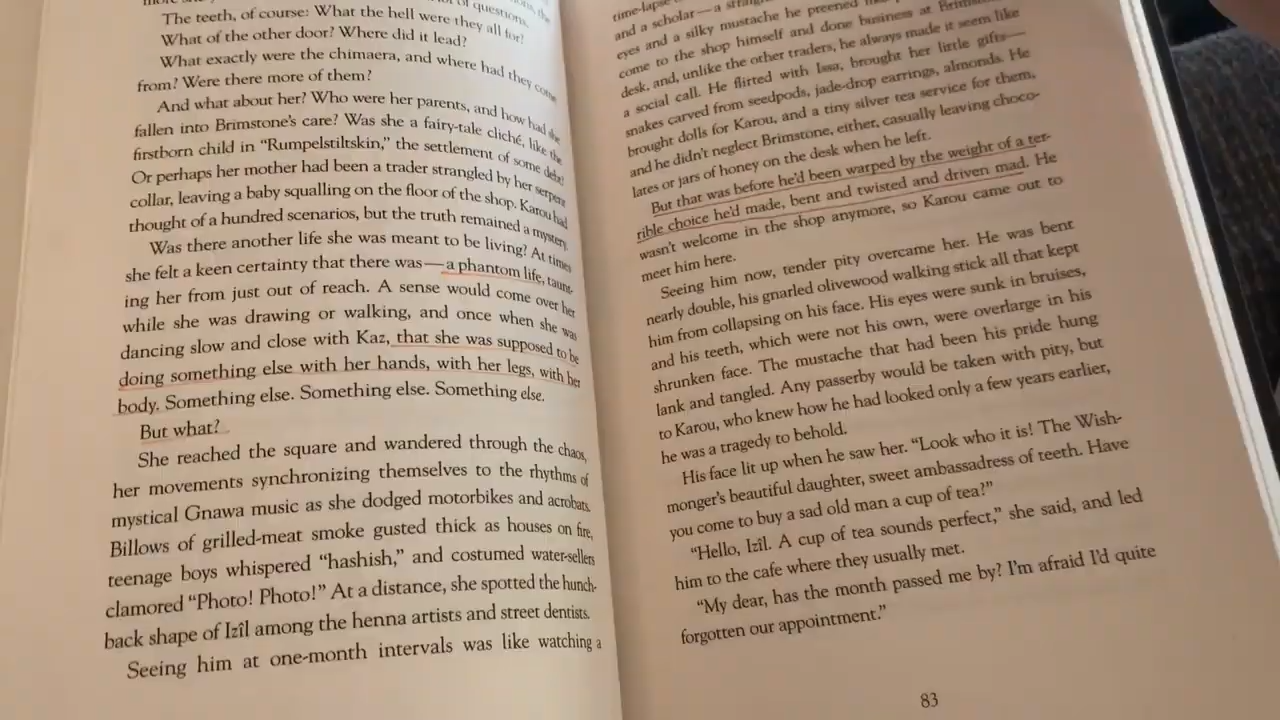 of questions.
The teeth, of course: What the hell were they all for?
What of the other door? Where did it lead?
What exactly were the chimaera, and where had they come
from? Were there more of them?
And what about her? Who were her parents, and how had she
fallen into Brimstone's care? Was she a fairy-tale cliché, like the
firstborn child in “Rumpelstiltskin,” the settlement of some debt?
Or perhaps her mother had been a trader strangled by her serpent
collar, leaving a baby squalling on the floor of the shop. Karou had
thought of a hundred scenarios, but the truth remained a mystery.
Was there another life she was meant to be living? At times
she felt a keen certainty that there was—a phantom life, taunt-
ing her from just out of reach. A sense would come over her
while she was drawing or walking, and once when she was
dancing slow and close with Kaz, that she was supposed to be
doing something else with her hands, with her legs, with her
body. Something else. Something else. Something else.
But what?
She reached the square and wandered through the chaos,
her movements synchronizing themselves to the rhythms of
mystical Gnawa music as she dodged motorbikes and acrobats.
Billows of grilled-meat smoke gusted thick as houses on fire,
teenage boys whispered “hashish,” and costumed water-sellers
clamored “Photo! Photo!” At a distance, she spotted the hunch-
back shape of Izîl among the henna artists and street dentists.
Seeing him at one-month intervals was like watching a
time-lapse
and a scholar—a
eyes and a silky mustache he preened
come to the shop himself and done business at Brimstone's
desk, and, unlike the other traders, he always made it seem like
a social call. He flirted with Issa, brought her little gifts—
snakes carved from seedpods, jade-drop earrings, almonds. He
brought dolls for Karou, and a tiny silver tea service for them,
and he didn't neglect Brimstone, either, casually leaving choco-
lates or jars of honey on the desk when he left.
But that was before he'd been warped by the weight of a ter-
rible choice he'd made, bent and twisted and driven mad. He
wasn't welcome in the shop anymore, so Karou came out to
meet him here.
Seeing him now, tender pity overcame her. He was bent
nearly double, his gnarled olivewood walking stick all that kept
him from collapsing on his face. His eyes were sunk in bruises,
and his teeth, which were not his own, were overlarge in his
shrunken face. The mustache that had been his pride hung
lank and tangled. Any passerby would be taken with pity, but
to Karou, who knew how he had looked only a few years earlier,
he was a tragedy to behold.
His face lit up when he saw her. “Look who it is! The Wish-
monger's beautiful daughter, sweet ambassadress of teeth. Have
you come to buy a sad old man a cup of tea?”
“Hello, Izîl. A cup of tea sounds perfect,” she said, and led
him to the cafe where they usually met.
“My dear, has the month passed me by? I'm afraid I'd quite
forgotten our appointment.”
83